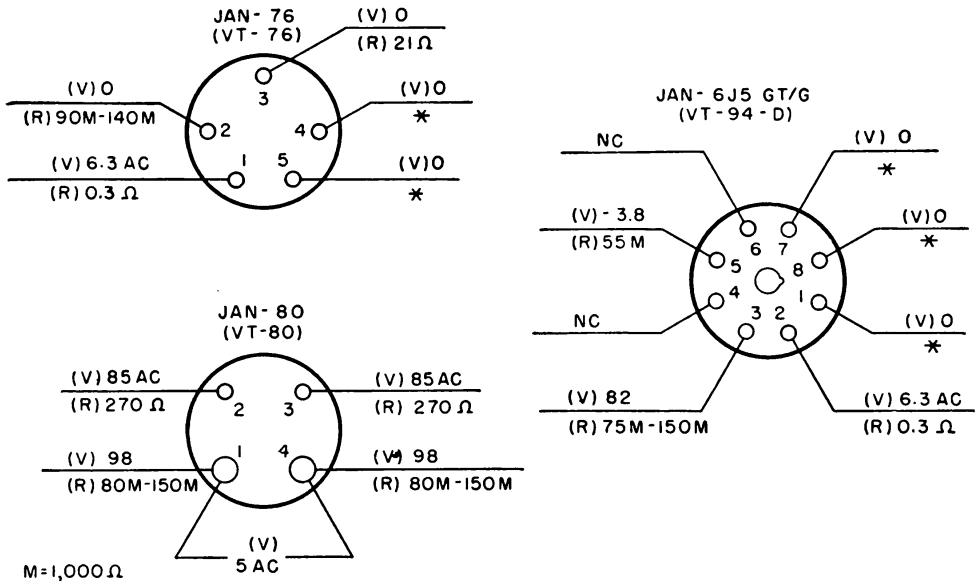 JAN-76
(VT-76)
(V) 0
(R) 21 Ω
3
(V) 0
(R) 90M-140M
2
4
(V) 0
*
(V) 6.3 AC
(R) 0.3 Ω
1
5
(V) 0
*
JAN-80
(VT-80)
(V) 85 AC
(R) 270 Ω
2
3
(V) 85 AC
(R) 270 Ω
(V) 98
(R) 80M-150M
1
4
(V) 98
(R) 80M-150M
(V)
5 AC
M=1,000 Ω
JAN-6J5 GT/G
(VT-94-D)
NC
6
7
(V) 0
*
(V) -3.8
(R) 55 M
5
8
(V) 0
*
NC
4
1
(V) 0
*
(V) 82
(R) 75M-150M
3
2
(V) 6.3 AC
(R) 0.3 Ω